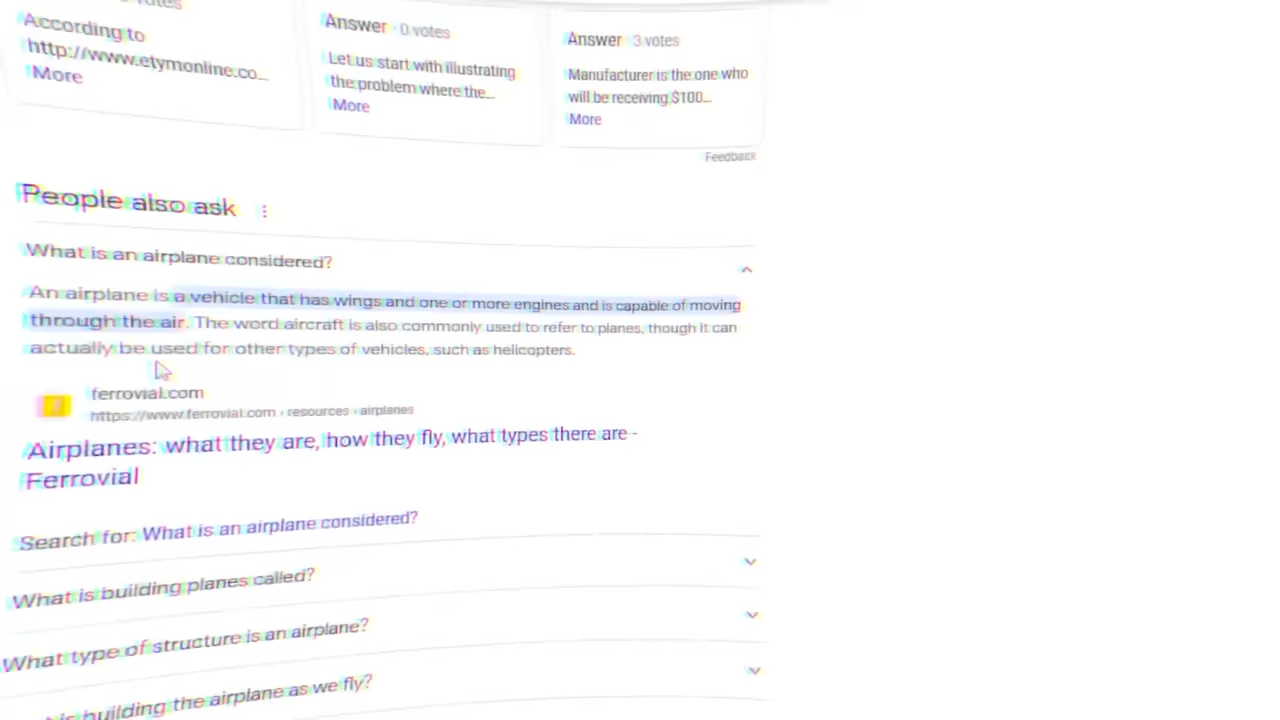 According to
http://www.etymonline.co...
More
Answer · 0 votes
Let us start with illustrating
the problem where the...
More
Answer · 3 votes
Manufacturer is the one who
will be receiving $100...
More
Feedback
People also ask
What is an airplane considered?
An airplane is a vehicle that has wings and one or more engines and is capable of moving
through the air. The word aircraft is also commonly used to refer to planes, though it can
actually be used for other types of vehicles, such as helicopters.
ferrovial.com
https://www.ferrovial.com › resources › airplanes
Airplanes: what they are, how they fly, what types there are -
Ferrovial
Search for: What is an airplane considered?
What is building planes called?
What type of structure is an airplane?
is building the airplane as we fly?